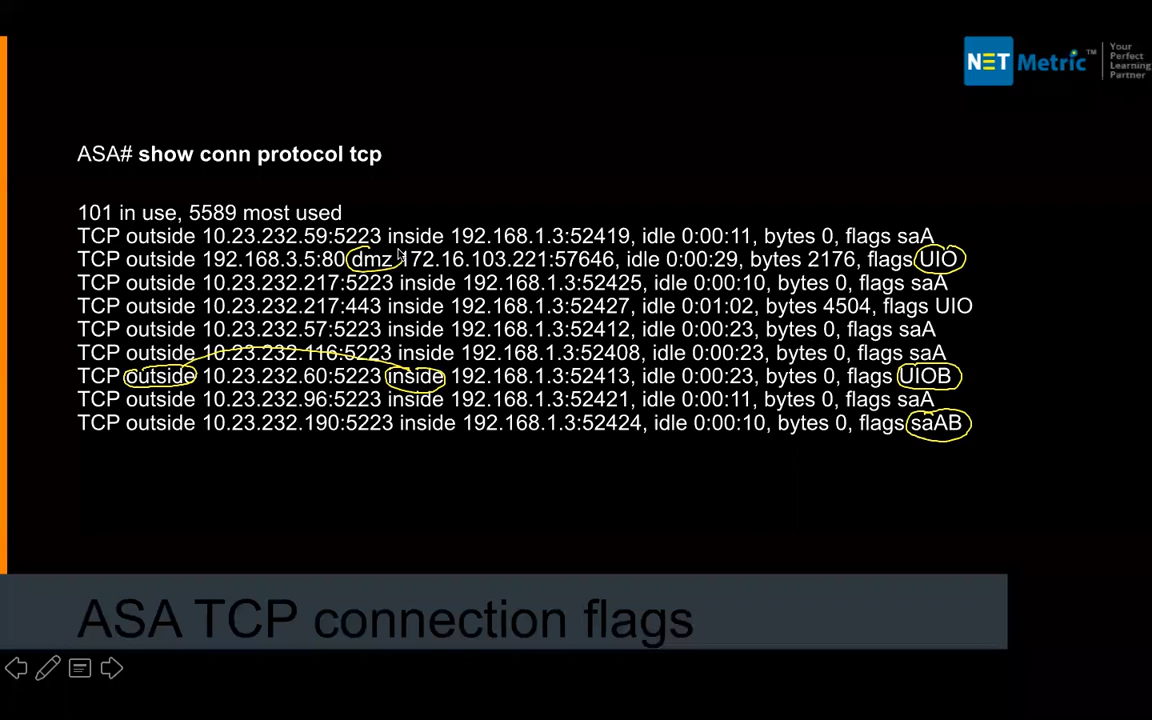 NET Metric™ Your Perfect Learning Partner
ASA# show conn protocol tcp
101 in use, 5589 most used
TCP outside 10.23.232.59:5223 inside 192.168.1.3:52419, idle 0:00:11, bytes 0, flags saA
TCP outside 192.168.3.5:80 dmz 172.16.103.221:57646, idle 0:00:29, bytes 2176, flags UIO
TCP outside 10.23.232.217:5223 inside 192.168.1.3:52425, idle 0:00:10, bytes 0, flags saA
TCP outside 10.23.232.217:443 inside 192.168.1.3:52427, idle 0:01:02, bytes 4504, flags UIO
TCP outside 10.23.232.57:5223 inside 192.168.1.3:52412, idle 0:00:23, bytes 0, flags saA
TCP outside 10.23.232.116:5223 inside 192.168.1.3:52408, idle 0:00:23, bytes 0, flags saA
TCP outside 10.23.232.60:5223 inside 192.168.1.3:52413, idle 0:00:23, bytes 0, flags UIOB
TCP outside 10.23.232.96:5223 inside 192.168.1.3:52421, idle 0:00:11, bytes 0, flags saA
TCP outside 10.23.232.190:5223 inside 192.168.1.3:52424, idle 0:00:10, bytes 0, flags saAB
ASA TCP connection flags